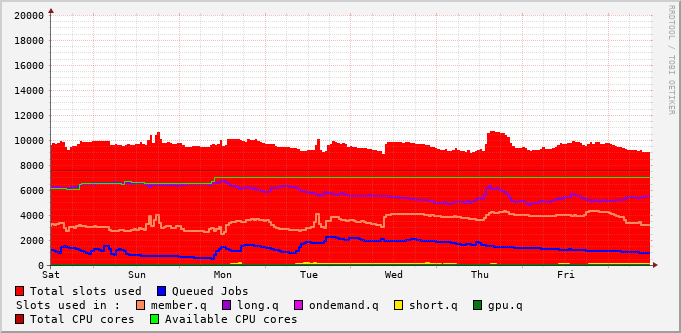 20000
18000
16000
14000
12000
10000
8000
6000
4000
2000
0
Sat Sun Mon Tue Wed Thu Fri
RRDTOOL / TOBI OETIKER
Total slots used Queued Jobs
Slots used in : member.q long.q ondemand.q short.q gpu.q
Total CPU cores Available CPU cores